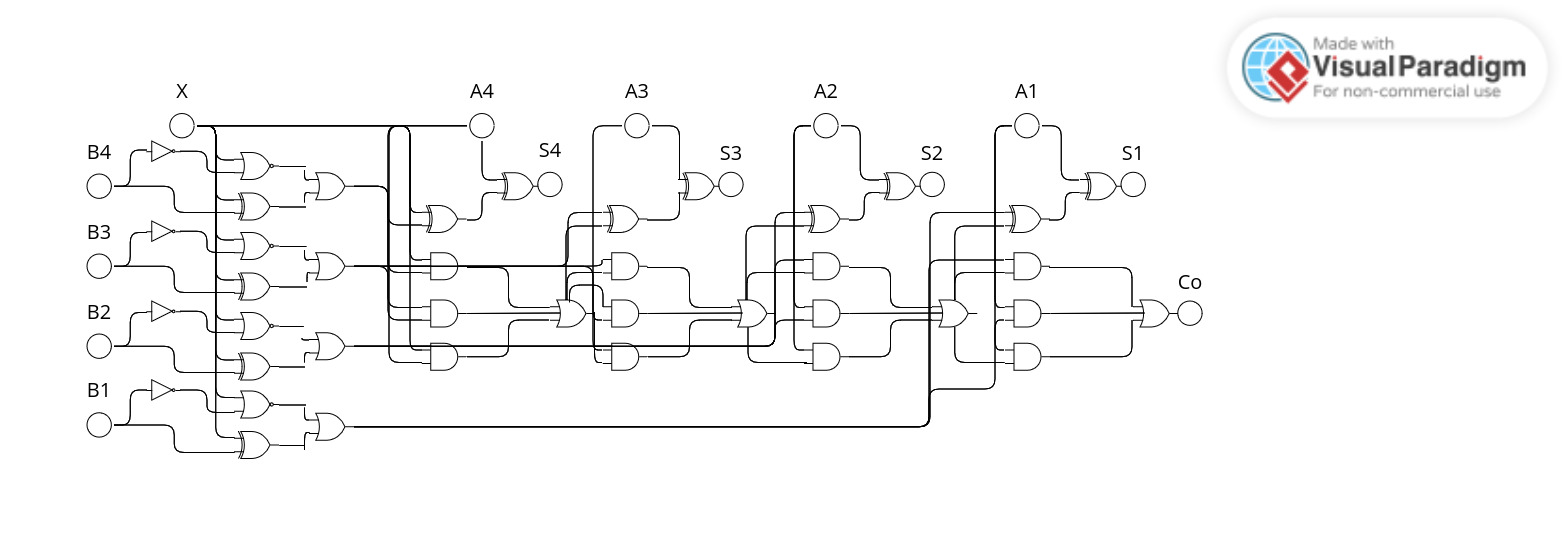 Made with
Visual Paradigm
For non-commercial use
X
A4
A3
A2
A1
B4
S4
S3
S2
S1
B3
Co
B2
B1